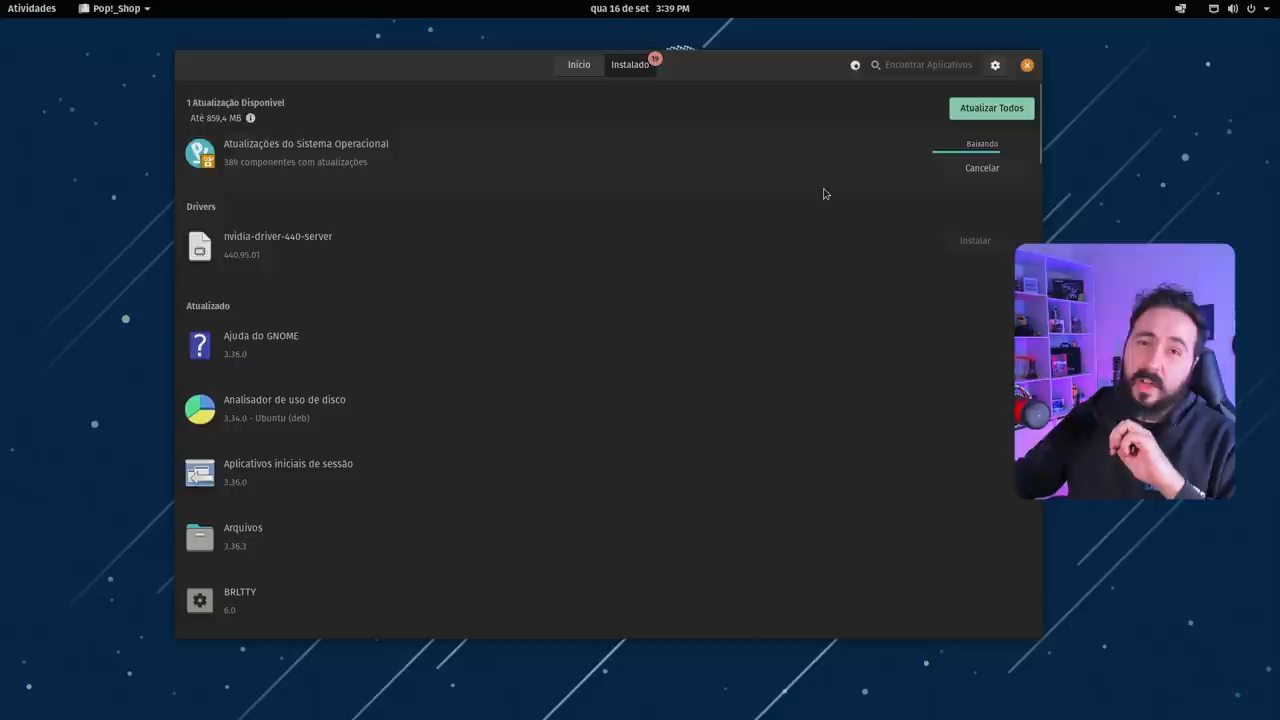 Atividades
Pop!_Shop
qua 16 de set 3:39 PM
Início
Instalado
19
Encontrar Aplicativos
1 Atualização Disponivel
Até 859,4 MB
Atualizar Todos
Atualizações do Sistema Operacional
389 componentes com atualizações
Baixando
Cancelar
Drivers
nvidia-driver-440-server
440.95.01
Instalar
Atualizado
Ajuda do GNOME
3.36.0
Analisador de uso de disco
3.34.0 - Ubuntu (deb)
Aplicativos iniciais de sessão
3.36.0
Arquivos
3.36.3
BRLTTY
6.0